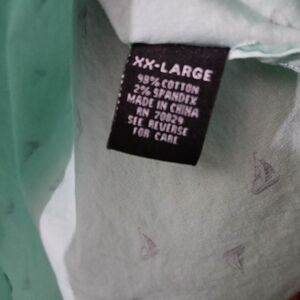 XX-LARGE
98% COTTON
2% SPANDEX
MADE IN CHINA
RN 70829
SEE REVERSE
FOR CARE